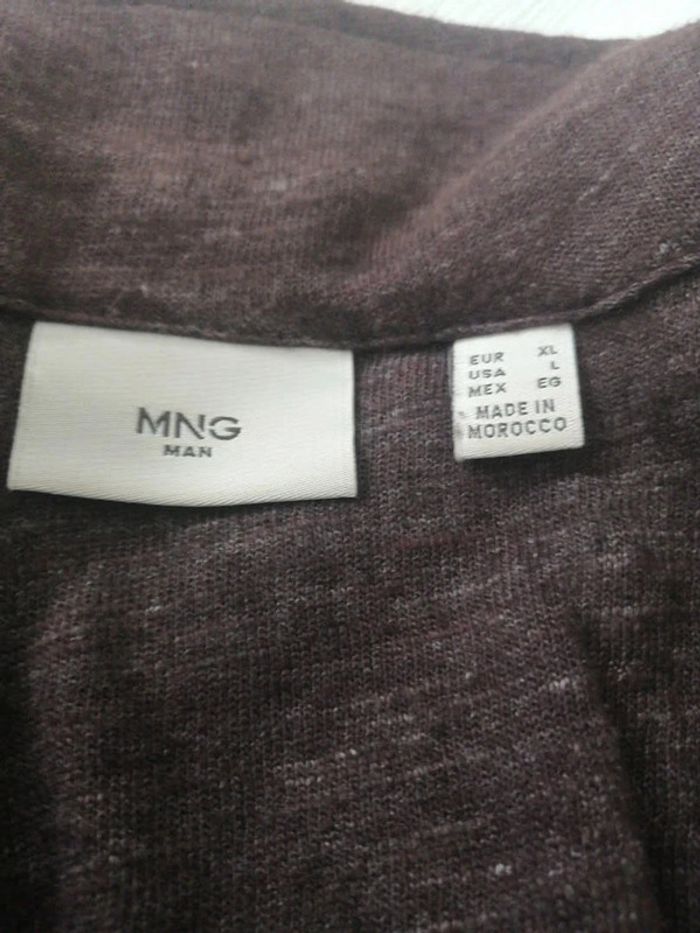 MNG
MAN
EUR XL
USA L
MEX EG
MADE IN
MOROCCO